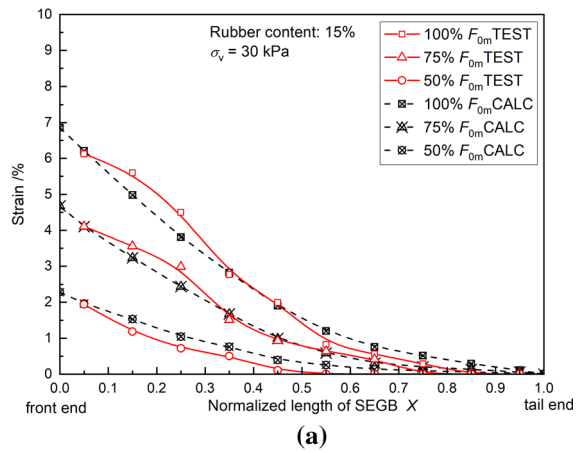 Rubber content: 15%
σv = 30 kPa
100% F0mTEST
75% F0mTEST
50% F0mTEST
100% F0mCALC
75% F0mCALC
50% F0mCALC
Strain /%
10
9
8
7
6
5
4
3
2
1
0
0.0 0.1 0.2 0.3 0.4 0.5 0.6 0.7 0.8 0.9 1.0
front end Normalized length of SEGB X tail end
(a)